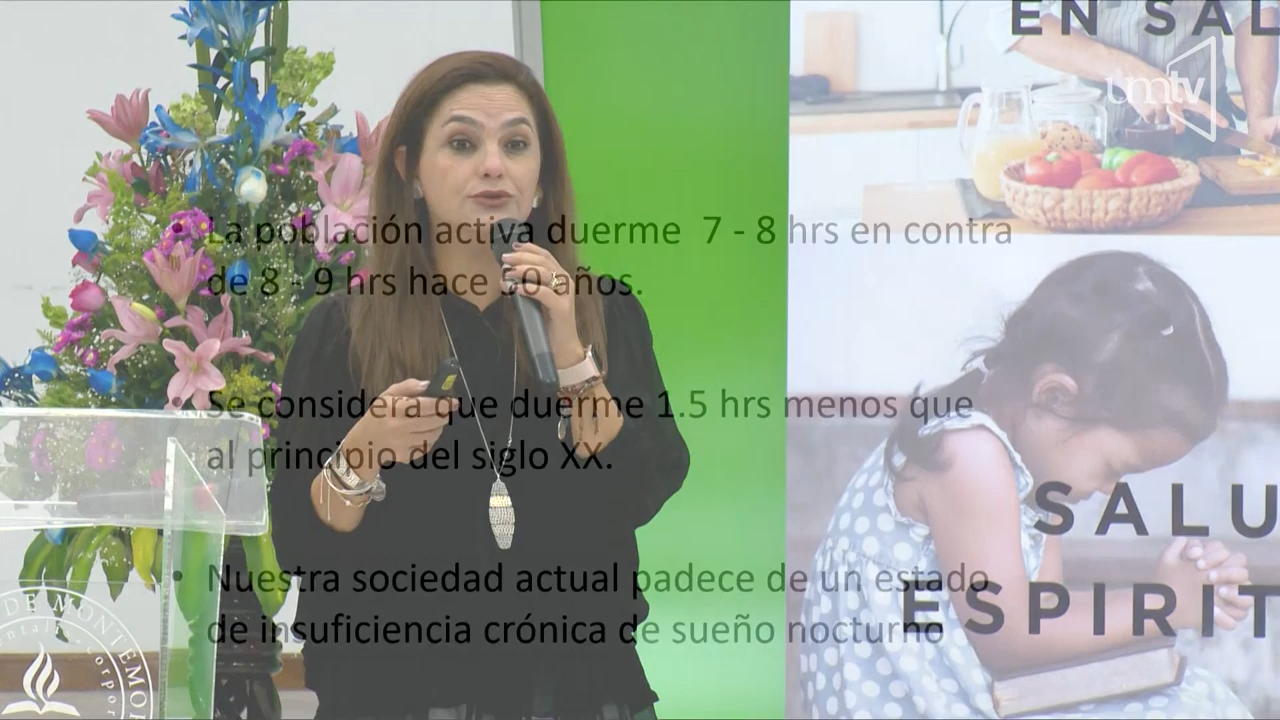 EN SAL
umtv
La población activa duerme 7 - 8 hrs en contra
de 8 - 9 hrs hace 50 años.
Se considera que duerme 1.5 hrs menos que
al principio del siglo XX.
SALU
• Nuestra sociedad actual padece de un estado
ESPIRIT
de insuficiencia crónica de sueño nocturno
DE MONTEMOR